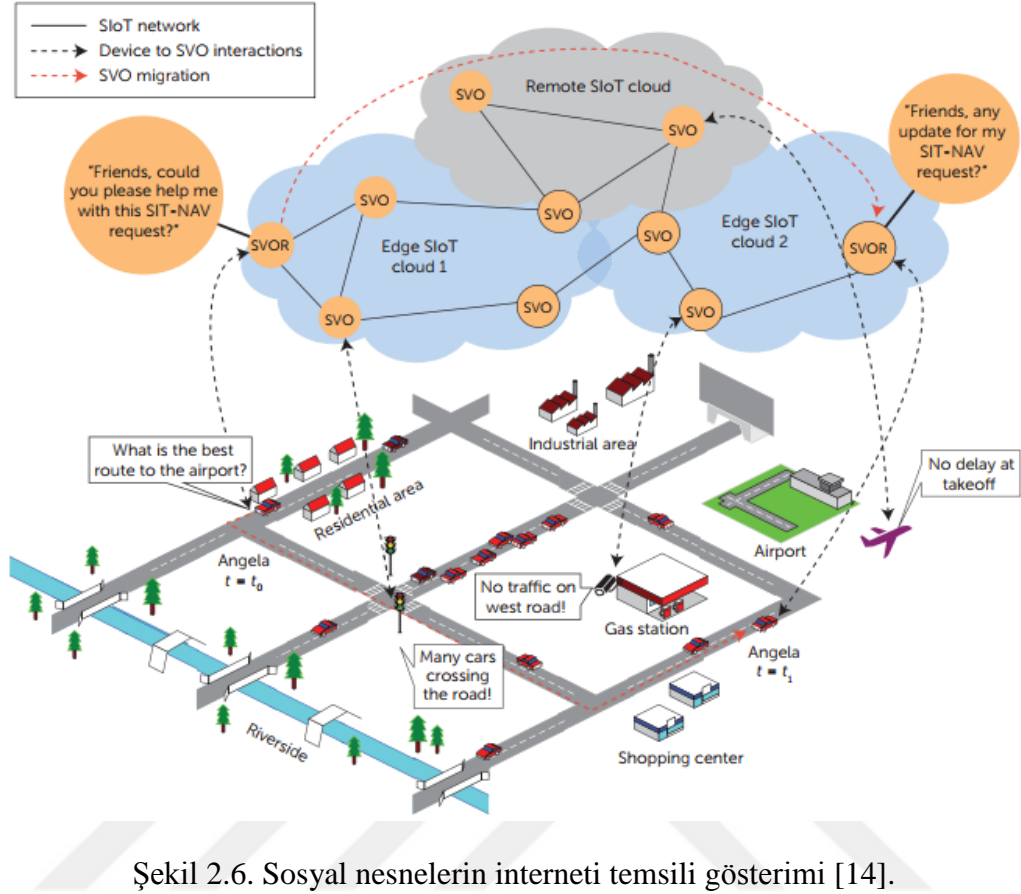 SIoT network
Device to SVO interactions
SVO migration
"Friends, could
you please help me
with this SIT-NAV
request?"
Remote SIoT cloud
SVO
SVO
SVO
"Friends, any
update for my
SIT-NAV
request?"
SVO
SVOR
Edge SIoT
cloud 1
SVO
SVO
SVO
Edge SIoT
cloud 2
SVO
SVOR
SVO
What is the best
route to the airport?
Residential area
Industrial area
No delay at
takeoff
Airport
Angela
t = t0
No traffic on
west road!
Gas station
Many cars
crossing
the road!
Angela
t = t1
Riverside
Shopping center
Şekil 2.6. Sosyal nesnelerin interneti temsili gösterimi [14].